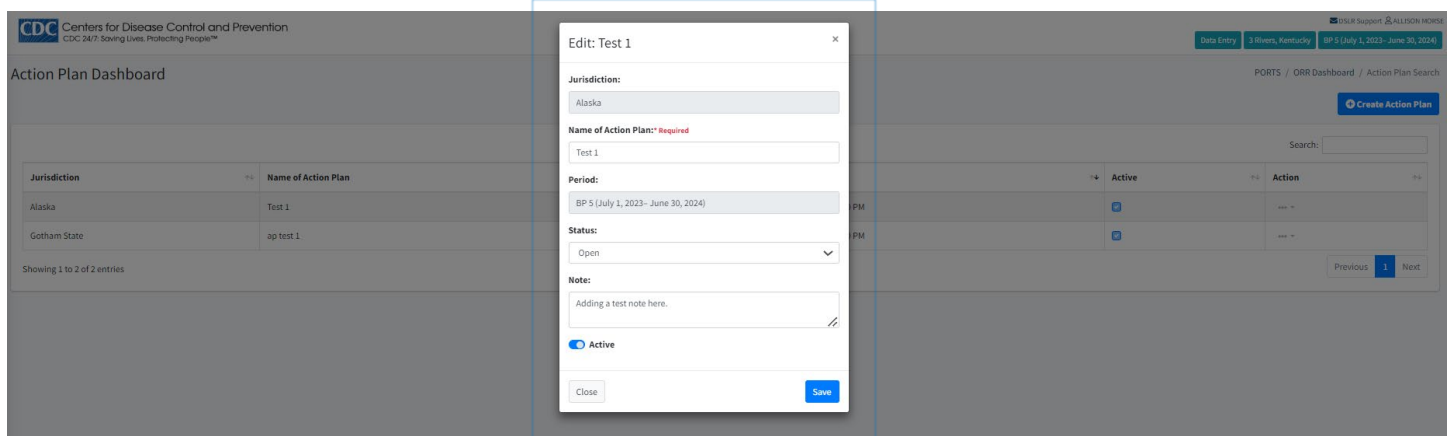 CDC Centers for Disease Control and Prevention
CDC 24/7: Saving Lives. Protecting People™
DSLR Support ALLISON MORSE
Data Entry 3 Rivers, Kentucky BP 5 (July 1, 2023– June 30, 2024)
Action Plan Dashboard
PORTS / ORR Dashboard / Action Plan Search
Create Action Plan
Search:
Jurisdiction Name of Action Plan Active Action
Alaska Test 1 PM
Gotham State ap test 1 PM
Showing 1 to 2 of 2 entries
Previous 1 Next
Edit: Test 1 ×
Jurisdiction:
Alaska
Name of Action Plan:* Required
Test 1
Period:
BP 5 (July 1, 2023– June 30, 2024)
Status:
Open
Note:
Adding a test note here.
Active
Close Save